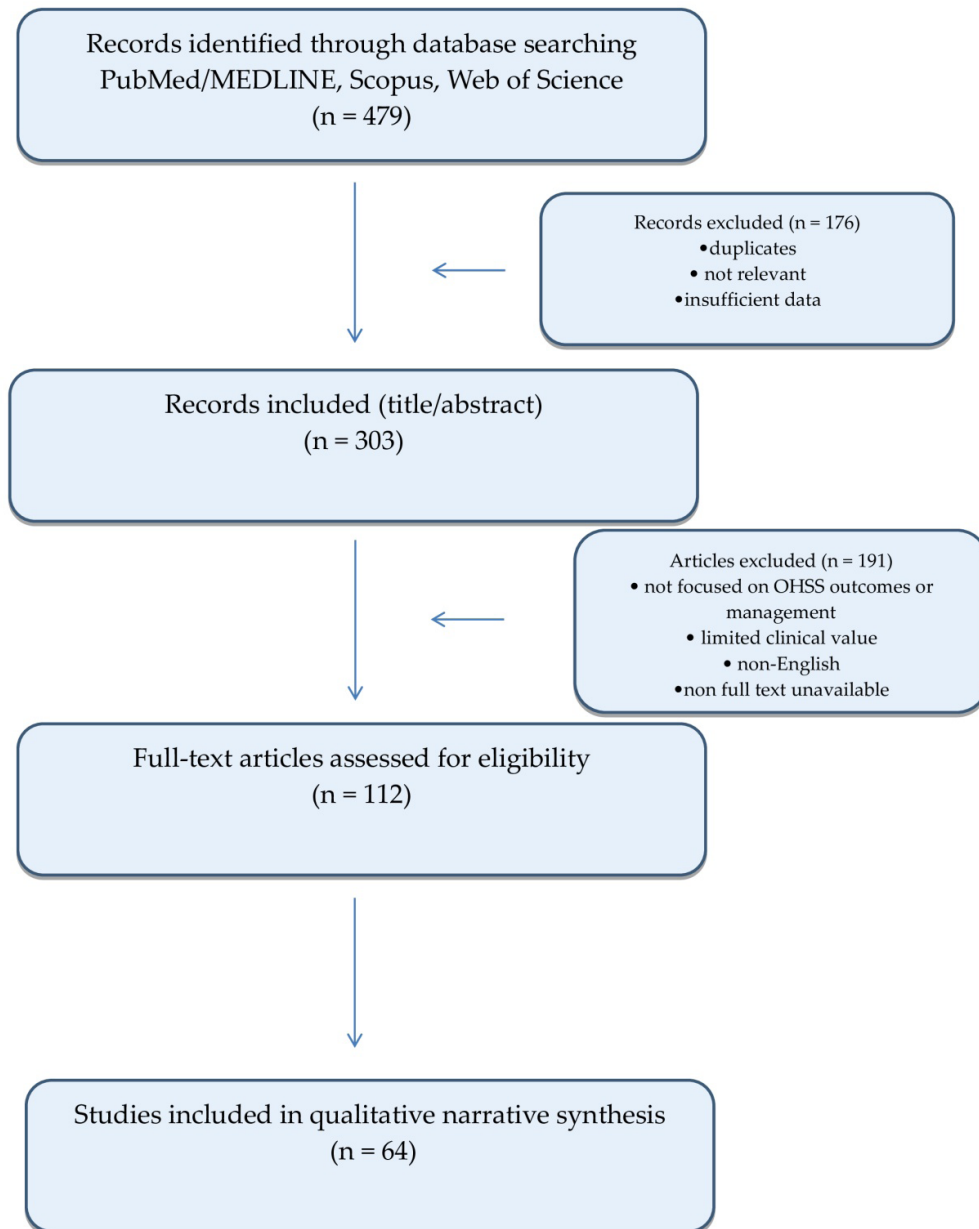 Records identified through database searching
PubMed/MEDLINE, Scopus, Web of Science
(n = 479)
Records excluded (n = 176)
•duplicates
• not relevant
•insufficient data
Records included (title/abstract)
(n = 303)
Articles excluded (n = 191)
• not focused on OHSS outcomes or
management
• limited clinical value
• non-English
•non full text unavailable
Full-text articles assessed for eligibility
(n = 112)
Studies included in qualitative narrative synthesis
(n = 64)